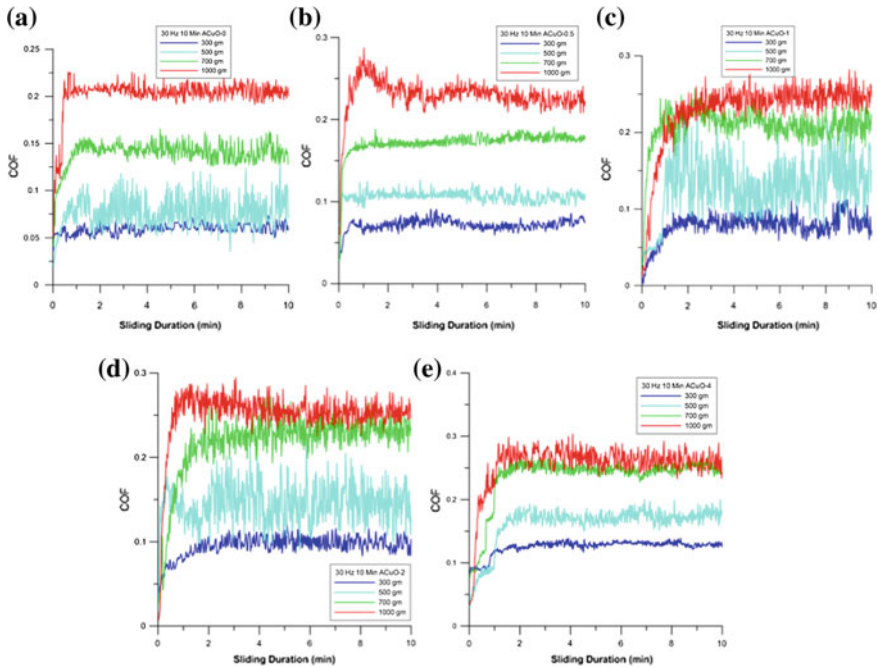 (a)
30 Hz 10 Min ACuO-0
300 gm
500 gm
700 gm
1000 gm
0.25
0.2
0.15
0.1
0.05
0
COF
0 2 4 6 8 10
Sliding Duration (min)
(b)
30 Hz 10 Min ACuO-0.5
300 gm
500 gm
700 gm
1000 gm
0.3
0.2
0.1
0
COF
0 2 4 6 8 10
Sliding Duration (min)
(c)
30 Hz 10 Min ACuO-1
300 gm
500 gm
700 gm
1000 gm
0.3
0.2
0.1
0
COF
0 2 4 6 8 10
Sliding Duration (min)
(d)
0.3
0.2
0.1
0
COF
30 Hz 10 Min ACuO-2
300 gm
500 gm
700 gm
1000 gm
0 2 4 6 8 10
Sliding Duration (min)
(e)
30 Hz 10 Min ACuO-4
300 gm
500 gm
700 gm
1000 gm
0.4
0.3
0.2
0.1
0
COF
0 2 4 6 8 10
Sliding Duration (min)